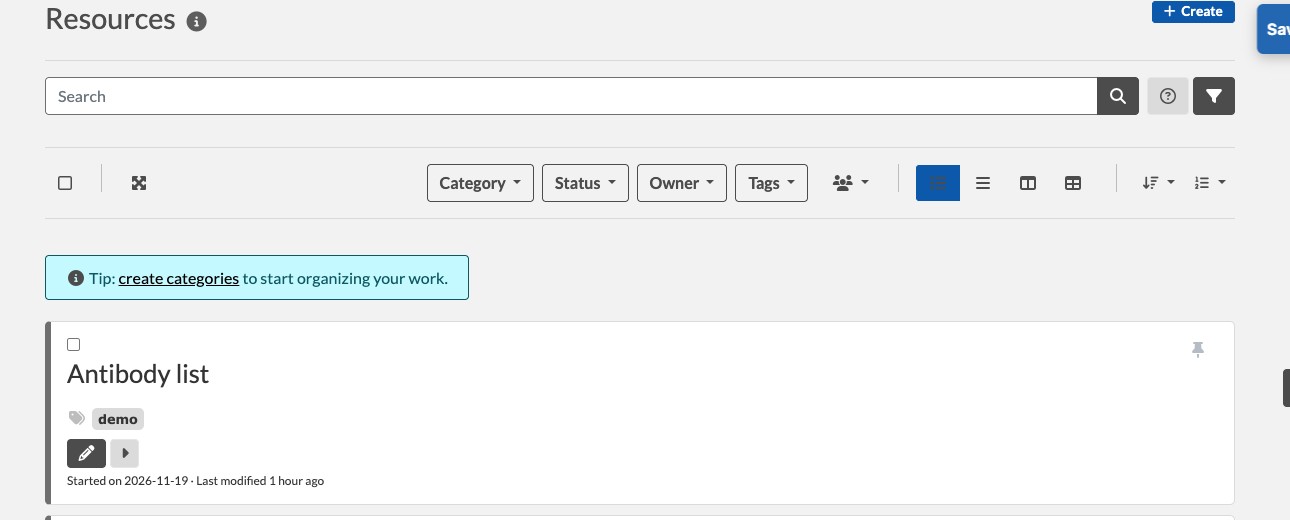 Resources
Create
Search
Category
Status
Owner
Tags
Tip: create categories to start organizing your work.
Antibody list
demo
Started on 2026-11-19 · Last modified 1 hour ago